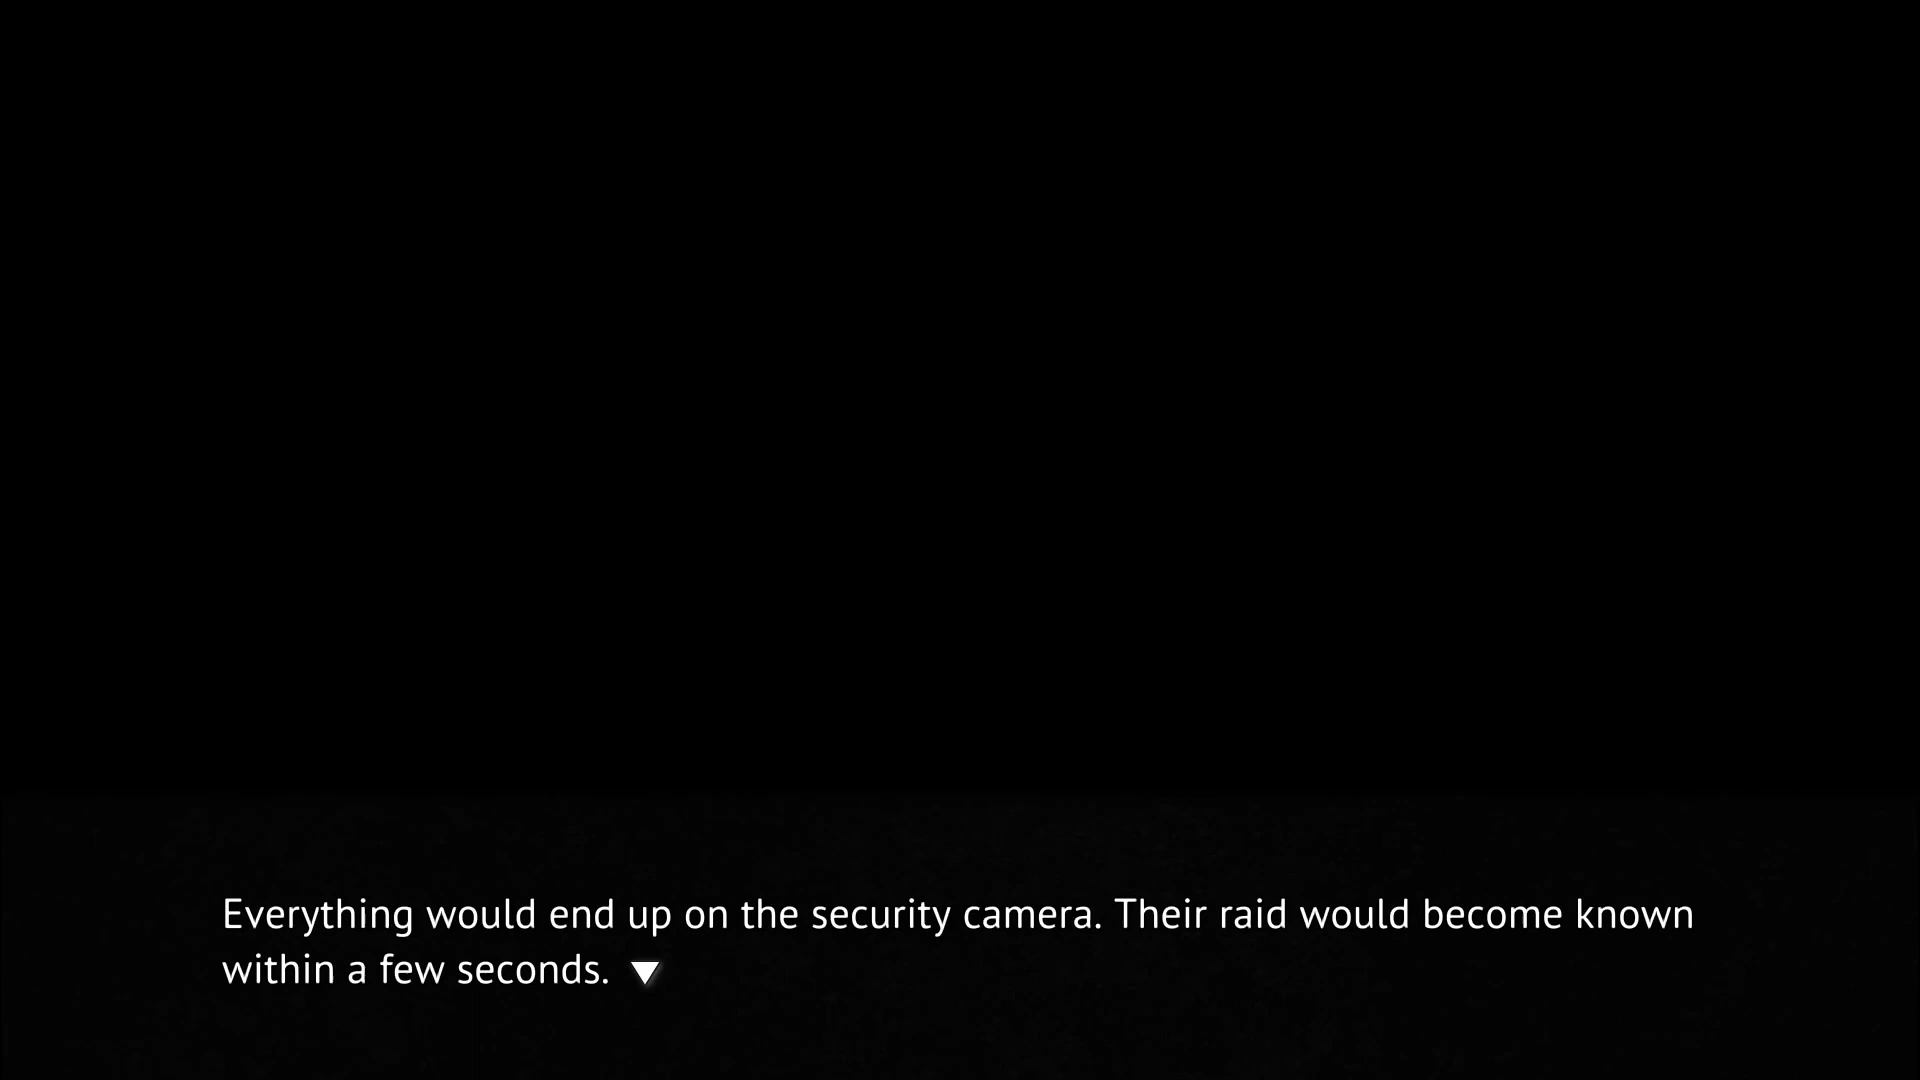 Everything would end up on the security camera. Their raid would become known
within a few seconds.